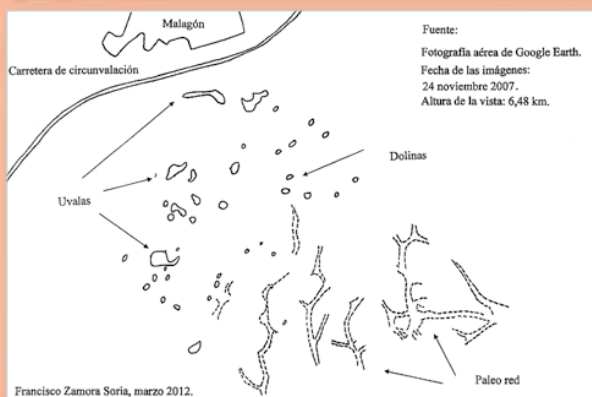 Malagón
Carretera de circunvalación
Fuente:
Fotografía aérea de Google Earth.
Fecha de las imágenes:
24 noviembre 2007.
Altura de la vista: 6,48 km.
Dolinas
Uvalas
Paleo red
Francisco Zamora Soria, marzo 2012.